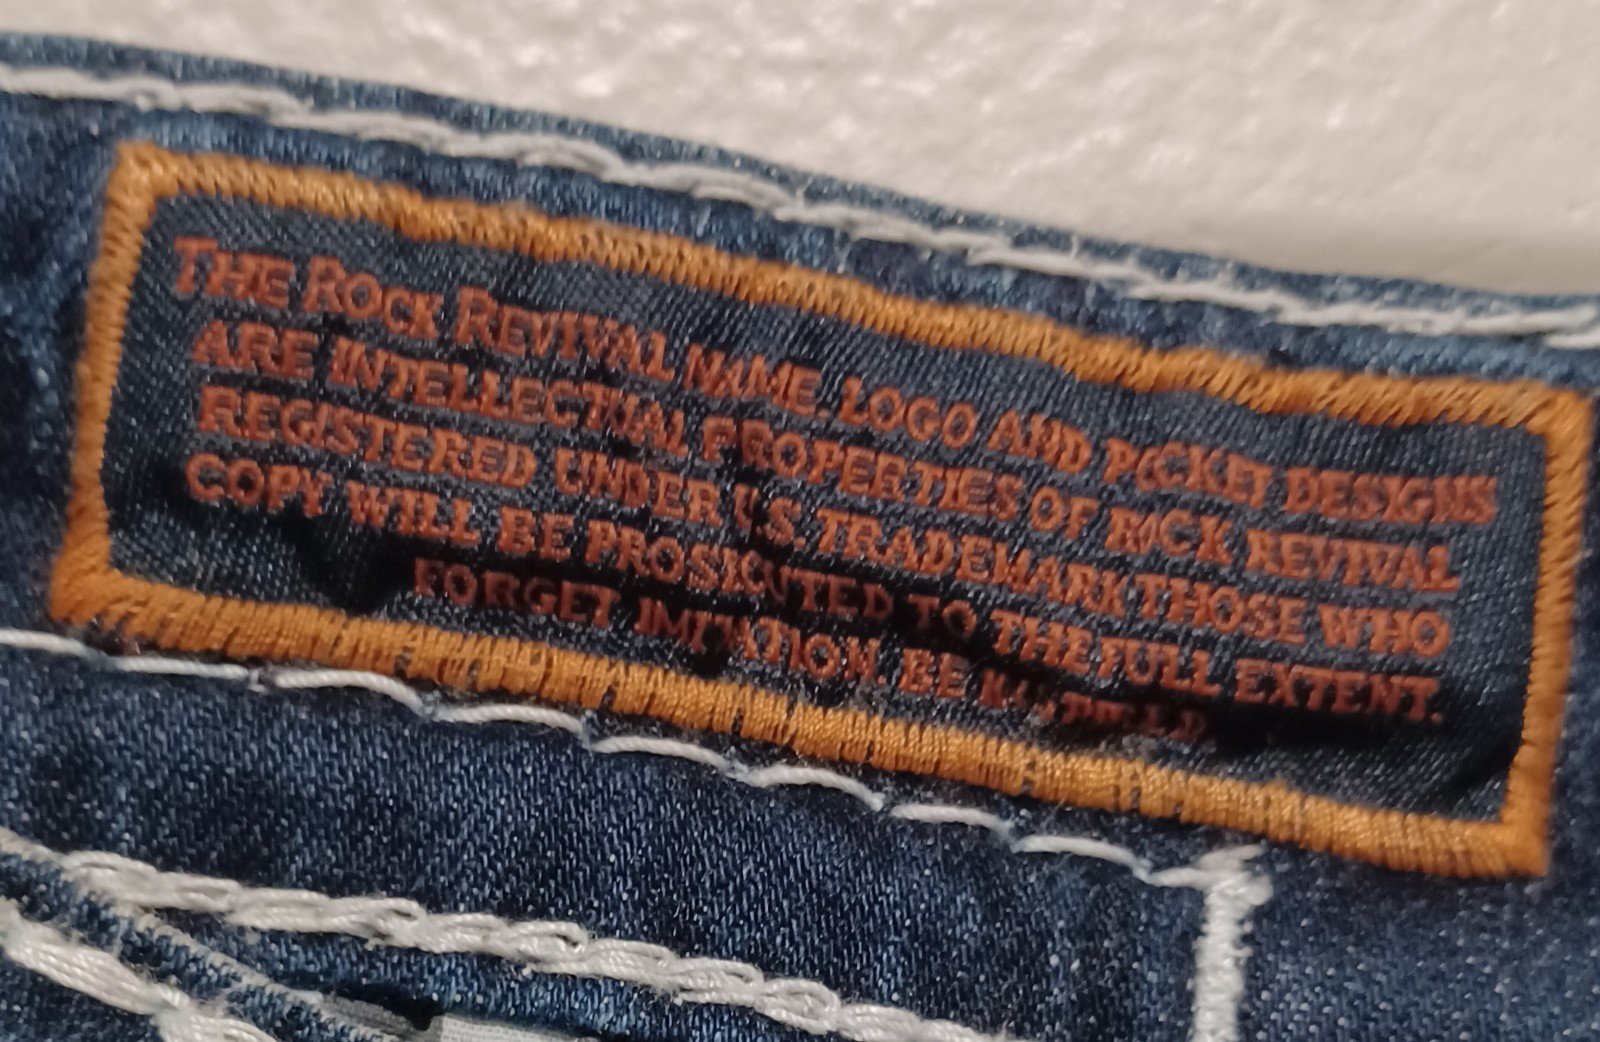 THE ROCK REVIVAL NAME, LOGO AND POCKET DESIGNS
ARE INTELLECTUAL PROPERTIES OF ROCK REVIVAL
REGISTERED UNDER U.S. TRADEMARK THOSE WHO
COPY WILL BE PROSICUTED TO THE FULL EXTENT.
FORGET IMITATION. BE